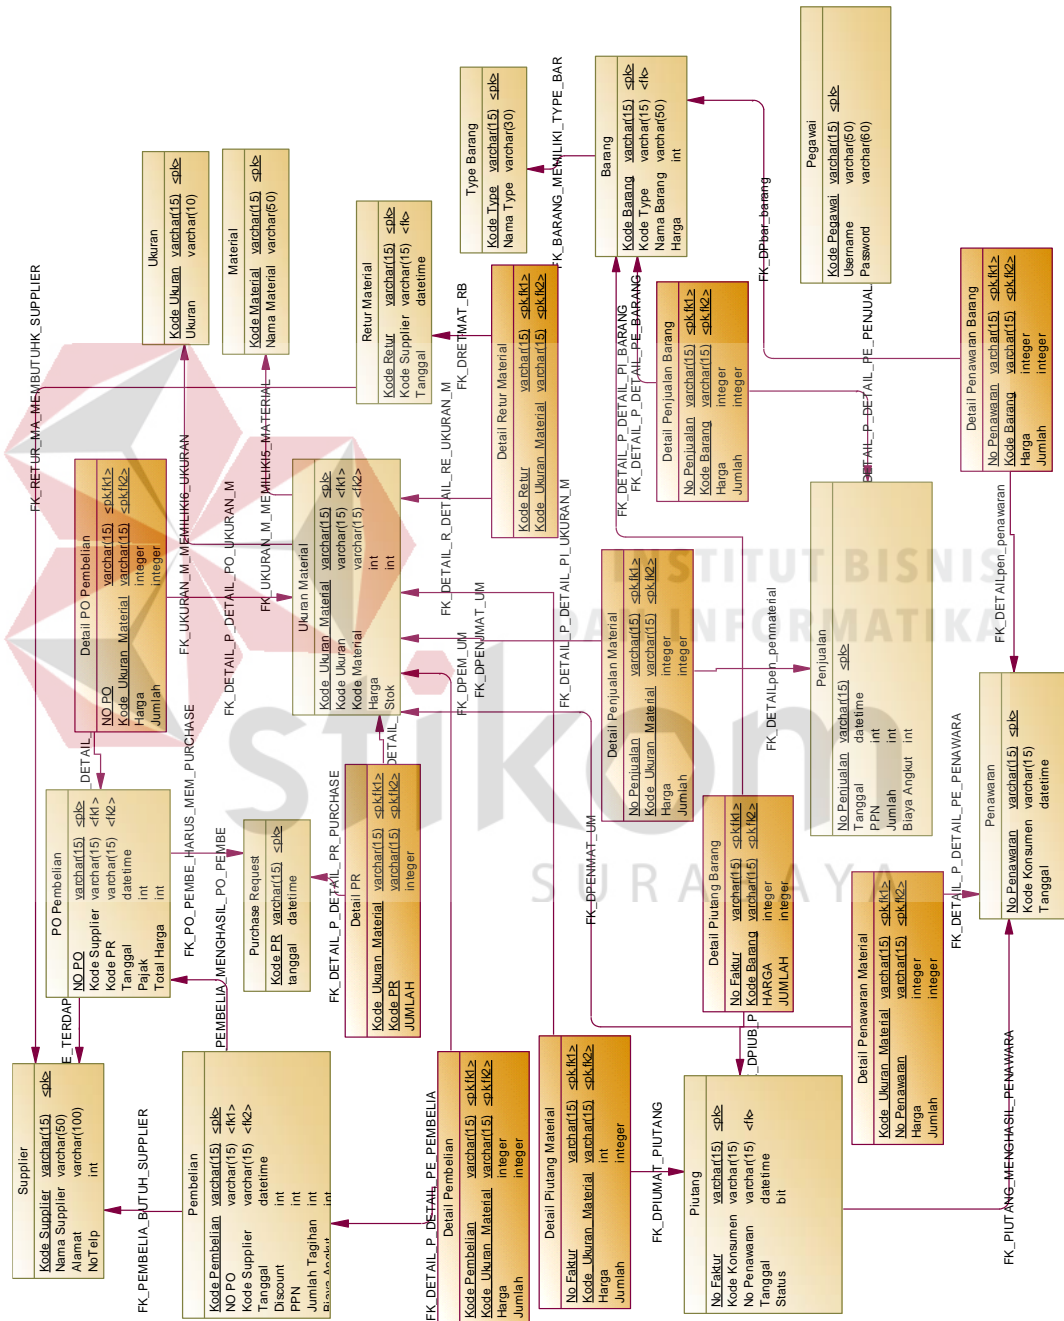 Supplier
Kode Supplier varchar(15) <pk>
Nama Supplier varchar(50)
Alamat varchar(100)
NoTelp int
FK_PEMBELIA_BUTUH_SUPPLIER
Pembelian
Kode Pembelian varchar(15) <pk>
NO PO varchar(15) <fk1>
Kode Supplier varchar(15) <fk2>
Tanggal datetime
Discount int
PPN int
Jumlah Tagihan int
Biaya Angkut int
FK_DETAIL_P_DETAIL_PE_PEMBELIA
Detail Pembelian
Kode Pembelian varchar(15) <pk,fk1>
Kode Ukuran Material varchar(15) <pk,fk2>
Harga integer
Jumlah integer
Detail Piutang Material
No Faktur varchar(15) <pk,fk1>
Kode Ukuran Material varchar(15) <pk,fk2>
Harga int
Jumlah integer
FK_DPIUMAT_PIUTANG
Piutang
No Faktur varchar(15) <pk>
Kode Konsumen varchar(15)
No Penawaran varchar(15) <fk>
Tanggal datetime
Status bit
FK_PIUTANG_MENGHASIL_PENAWARA
E_TERDAP
PO Pembelian
NO PO varchar(15) <pk>
Kode Supplier varchar(15) <fk1>
Kode PR varchar(15) <fk2>
Tanggal datetime
Pajak int
Total Harga int
FK_PO_PEMBE_HARUS_MEM_PURCHASE
PEMBELIA_MENGHASIL_PO_PEMBE
Purchase Request
Kode PR varchar(15) <pk>
tanggal datetime
FK_DETAIL_P_DETAIL_PR_PURCHASE
Detail PR
Kode Ukuran Material varchar(15) <pk,fk1>
Kode PR varchar(15) <pk,fk2>
JUMLAH integer
DETAIL_
FK_DPENMAT_UM
Detail Piutang Barang
No Faktur varchar(15) <pk,fk1>
Kode Barang varchar(15) <pk,fk2>
HARGA integer
JUMLAH integer
_DPIUB_P
Detail Penawaran Material
Kode Ukuran Material varchar(15) <pk,fk1>
No Penawaran varchar(15) <pk,fk2>
Harga integer
Jumlah integer
FK_DETAIL_P_DETAIL_PE_PENAWARA
Penawaran
No Penawaran varchar(15) <pk>
Kode Konsumen varchar(15)
Tanggal datetime
FK_RETUR_MA_MEMBUTUHK_SUPPLIER
Detail PO Pembelian
NO PO varchar(15) <pk,fk1>
Kode Ukuran Material varchar(15) <pk,fk2>
Harga integer
Jumlah integer
DETAIL_
FK_UKURAN_M_MEMILIKI6_UKURAN
FK_DETAIL_P_DETAIL_PO_UKURAN_M
FK_UKURAN_M_MEMILIKI5_MATERIAL
Ukuran Material
Kode Ukuran Material varchar(15) <pk>
Kode Ukuran varchar(15) <fk1>
Kode Material varchar(15) <fk2>
Harga int
Stok int
FK_DETAIL_R_DETAIL_RE_UKURAN_M
FK_DPEM_UM
FK_DPENJMAT_UM
FK_DETAIL_P_DETAIL_PI_UKURAN_M
Detail Penjualan Material
No Penjualan varchar(15) <pk,fk1>
Kode Ukuran Material varchar(15) <pk,fk2>
Harga integer
Jumlah integer
FK_DETAILpen_penmaterial
Penjualan
No Penjualan varchar(15) <pk>
Tanggal datetime
PPN int
Jumlah int
Biaya Angkut int
FK_DETAILpen_penawaran
Ukuran
Kode Ukuran varchar(15) <pk>
Ukuran varchar(10)
Material
Kode Material varchar(15) <pk>
Nama Material varchar(50)
Retur Material
Kode Retur varchar(15) <pk>
Kode Supplier varchar(15) <fk>
Tanggal datetime
FK_DRETMAT_RB
Detail Retur Material
Kode Retur varchar(15) <pk,fk1>
Kode Ukuran Material varchar(15) <pk,fk2>
Type Barang
Kode Type varchar(15) <pk>
Nama Type varchar(30)
FK_BARANG_MEMILIKI_TYPE_BAR
Barang
Kode Barang varchar(15) <pk>
Kode Type varchar(15) <fk>
Nama Barang varchar(50)
Harga int
FK_DETAIL_P_DETAIL_PI_BARANG
FK_DETAIL_P_DETAIL_PE_BARANG
Detail Penjualan Barang
No Penjualan varchar(15) <pk,fk1>
Kode Barang varchar(15) <pk,fk2>
Harga integer
Jumlah integer
FK_DPbar_barang
DETAIL_P_DETAIL_PE_PENJUAL
Pegawai
Kode Pegawai varchar(15) <pk>
Username varchar(50)
Password varchar(60)
Detail Penawaran Barang
No Penawaran varchar(15) <pk,fk1>
Kode Barang varchar(15) <pk,fk2>
Harga integer
Jumlah integer
INSTITUT BISNIS
DAN INFORMATIKA
stikom
SURABAYA